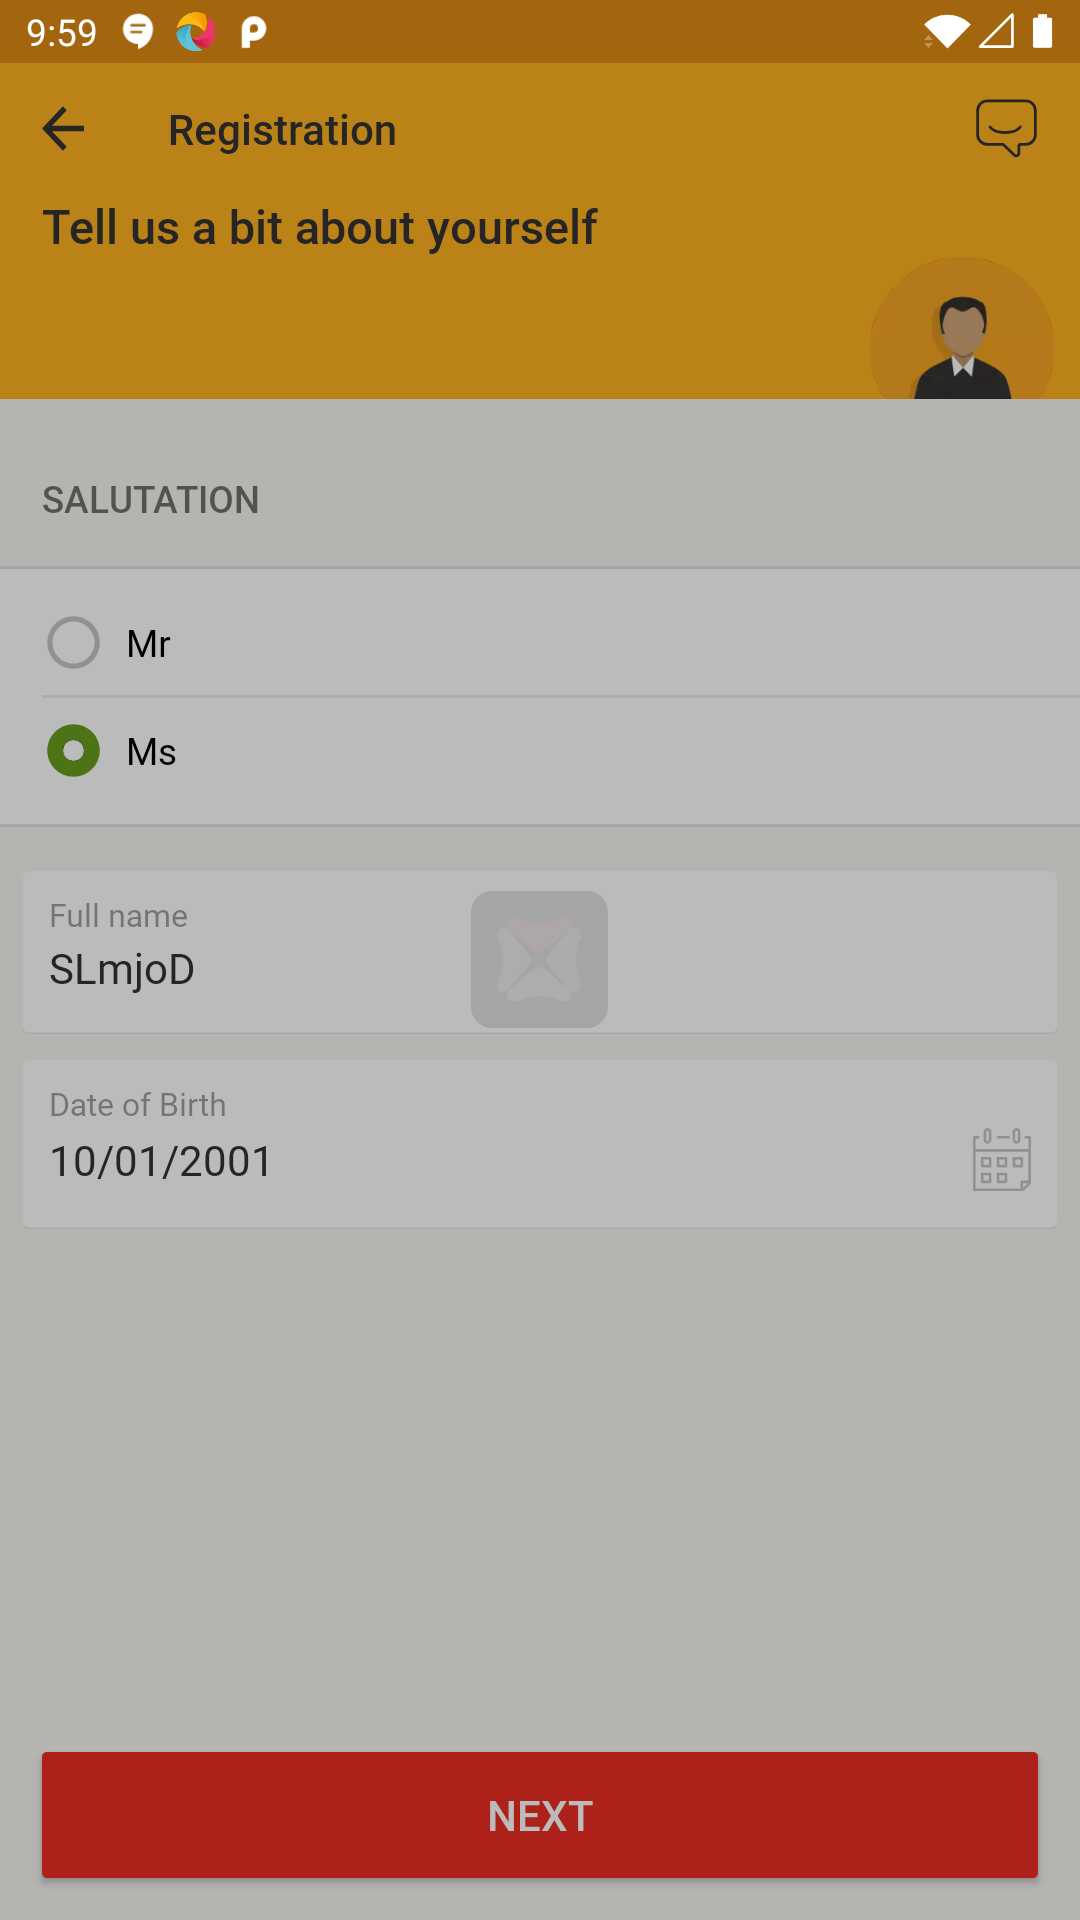 9:59
Registration
Tell us a bit about yourself
SALUTATION
Mr
Ms
Full name
SLmjoD
Date of Birth
10/01/2001
NEXT